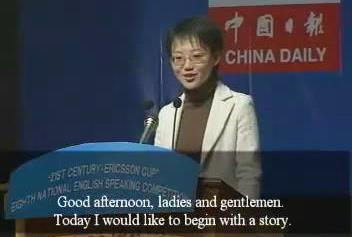 中國日報
CHINA DAILY
"21ST CENTURY·ERICSSON CUP"
EIGHTH NATIONAL ENGLISH SPEAKING COMPETITION
Good afternoon, ladies and gentlemen.
Today I would like to begin with a story.